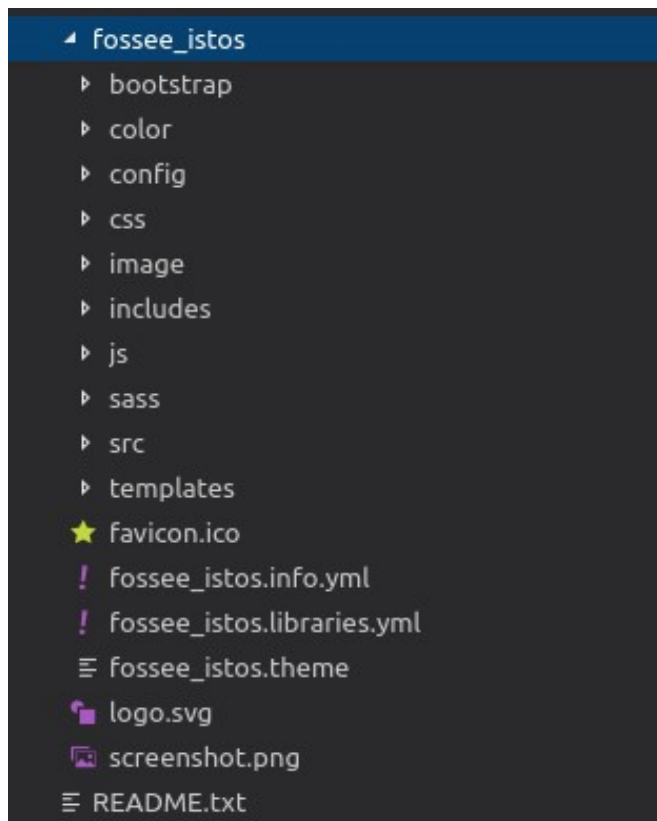 fossee_istos
bootstrap
color
config
css
image
includes
js
sass
src
templates
favicon.ico
fossee_istos.info.yml
fossee_istos.libraries.yml
fossee_istos.theme
logo.svg
screenshot.png
README.txt